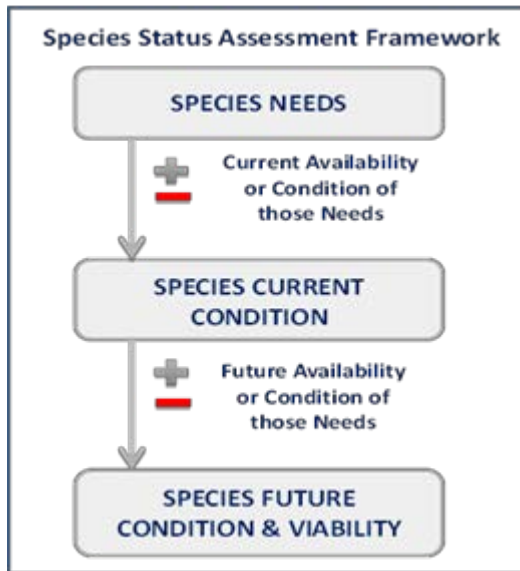 Species Status Assessment Framework
SPECIES NEEDS
Current Availability
or Condition of
those Needs
SPECIES CURRENT
CONDITION
Future Availability
or Condition of
those Needs
SPECIES FUTURE
CONDITION & VIABILITY